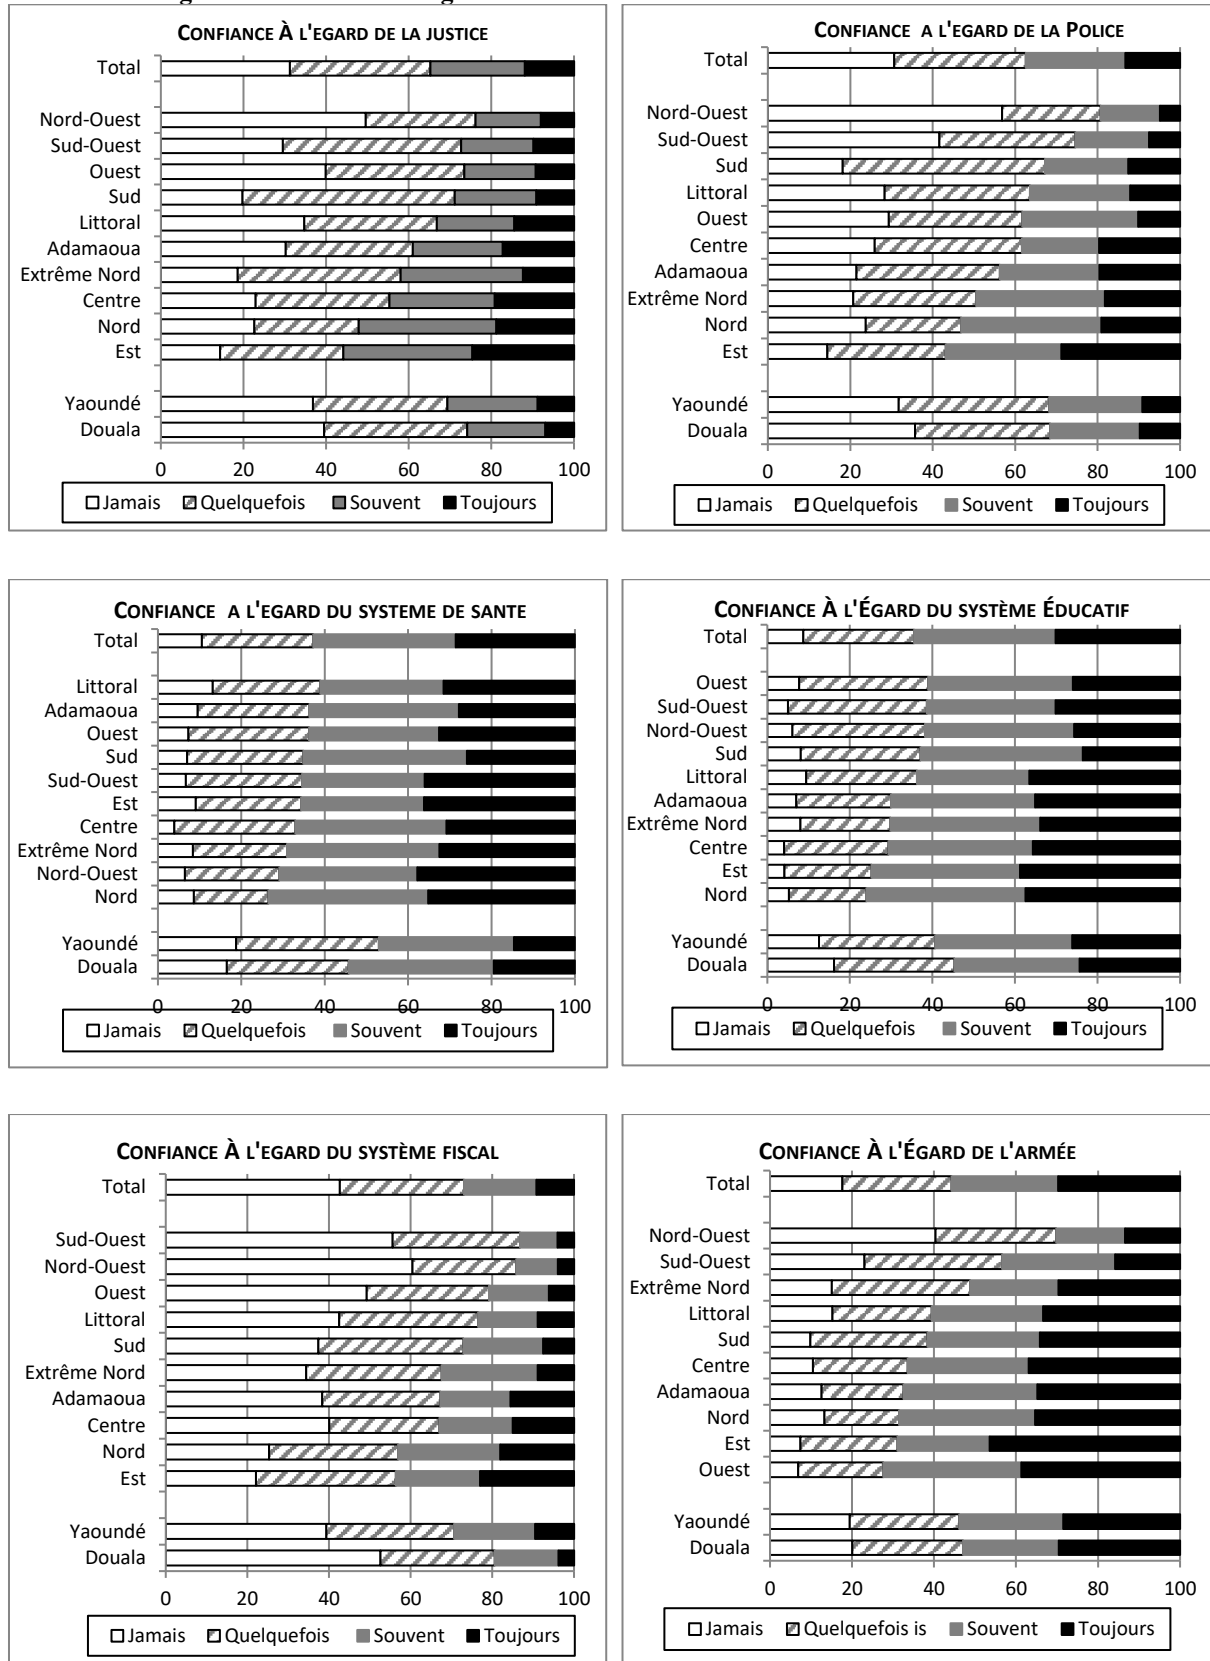 CONFIANCE À L'EGARD DE LA JUSTICE
Total
Nord-Ouest
Sud-Ouest
Ouest
Sud
Littoral
Adamaoua
Extrême Nord
Centre
Nord
Est
Yaoundé
Douala
0 20 40 60 80 100
Jamais Quelquefois Souvent Toujours
CONFIANCE A L'EGARD DE LA POLICE
Total
Nord-Ouest
Sud-Ouest
Sud
Littoral
Ouest
Centre
Adamaoua
Extrême Nord
Nord
Est
Yaoundé
Douala
0 20 40 60 80 100
Jamais Quelquefois Souvent Toujours
CONFIANCE A L'EGARD DU SYSTEME DE SANTE
Total
Littoral
Adamaoua
Ouest
Sud
Sud-Ouest
Est
Centre
Extrême Nord
Nord-Ouest
Nord
Yaoundé
Douala
0 20 40 60 80 100
Jamais Quelquefois Souvent Toujours
CONFIANCE À L'ÉGARD DU SYSTÈME ÉDUCATIF
Total
Ouest
Sud-Ouest
Nord-Ouest
Sud
Littoral
Adamaoua
Extrême Nord
Centre
Est
Nord
Yaoundé
Douala
0 20 40 60 80 100
Jamais Quelquefois Souvent Toujours
CONFIANCE À L'EGARD DU SYSTÈME FISCAL
Total
Sud-Ouest
Nord-Ouest
Ouest
Littoral
Sud
Extrême Nord
Adamaoua
Centre
Nord
Est
Yaoundé
Douala
0 20 40 60 80 100
Jamais Quelquefois Souvent Toujours
CONFIANCE À L'ÉGARD DE L'ARMÉE
Total
Nord-Ouest
Sud-Ouest
Extrême Nord
Littoral
Sud
Centre
Adamaoua
Nord
Est
Ouest
Yaoundé
Douala
0 20 40 60 80 100
Jamais Quelquefois is Souvent Toujours